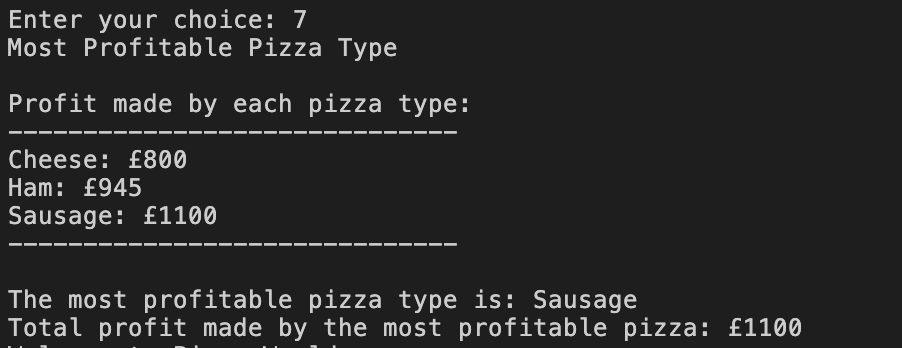 Enter your choice: 7
Most Profitable Pizza Type
Profit made by each pizza type:
------------------------------
Cheese: £800
Ham: £945
Sausage: £1100
------------------------------
The most profitable pizza type is: Sausage
Total profit made by the most profitable pizza: £1100